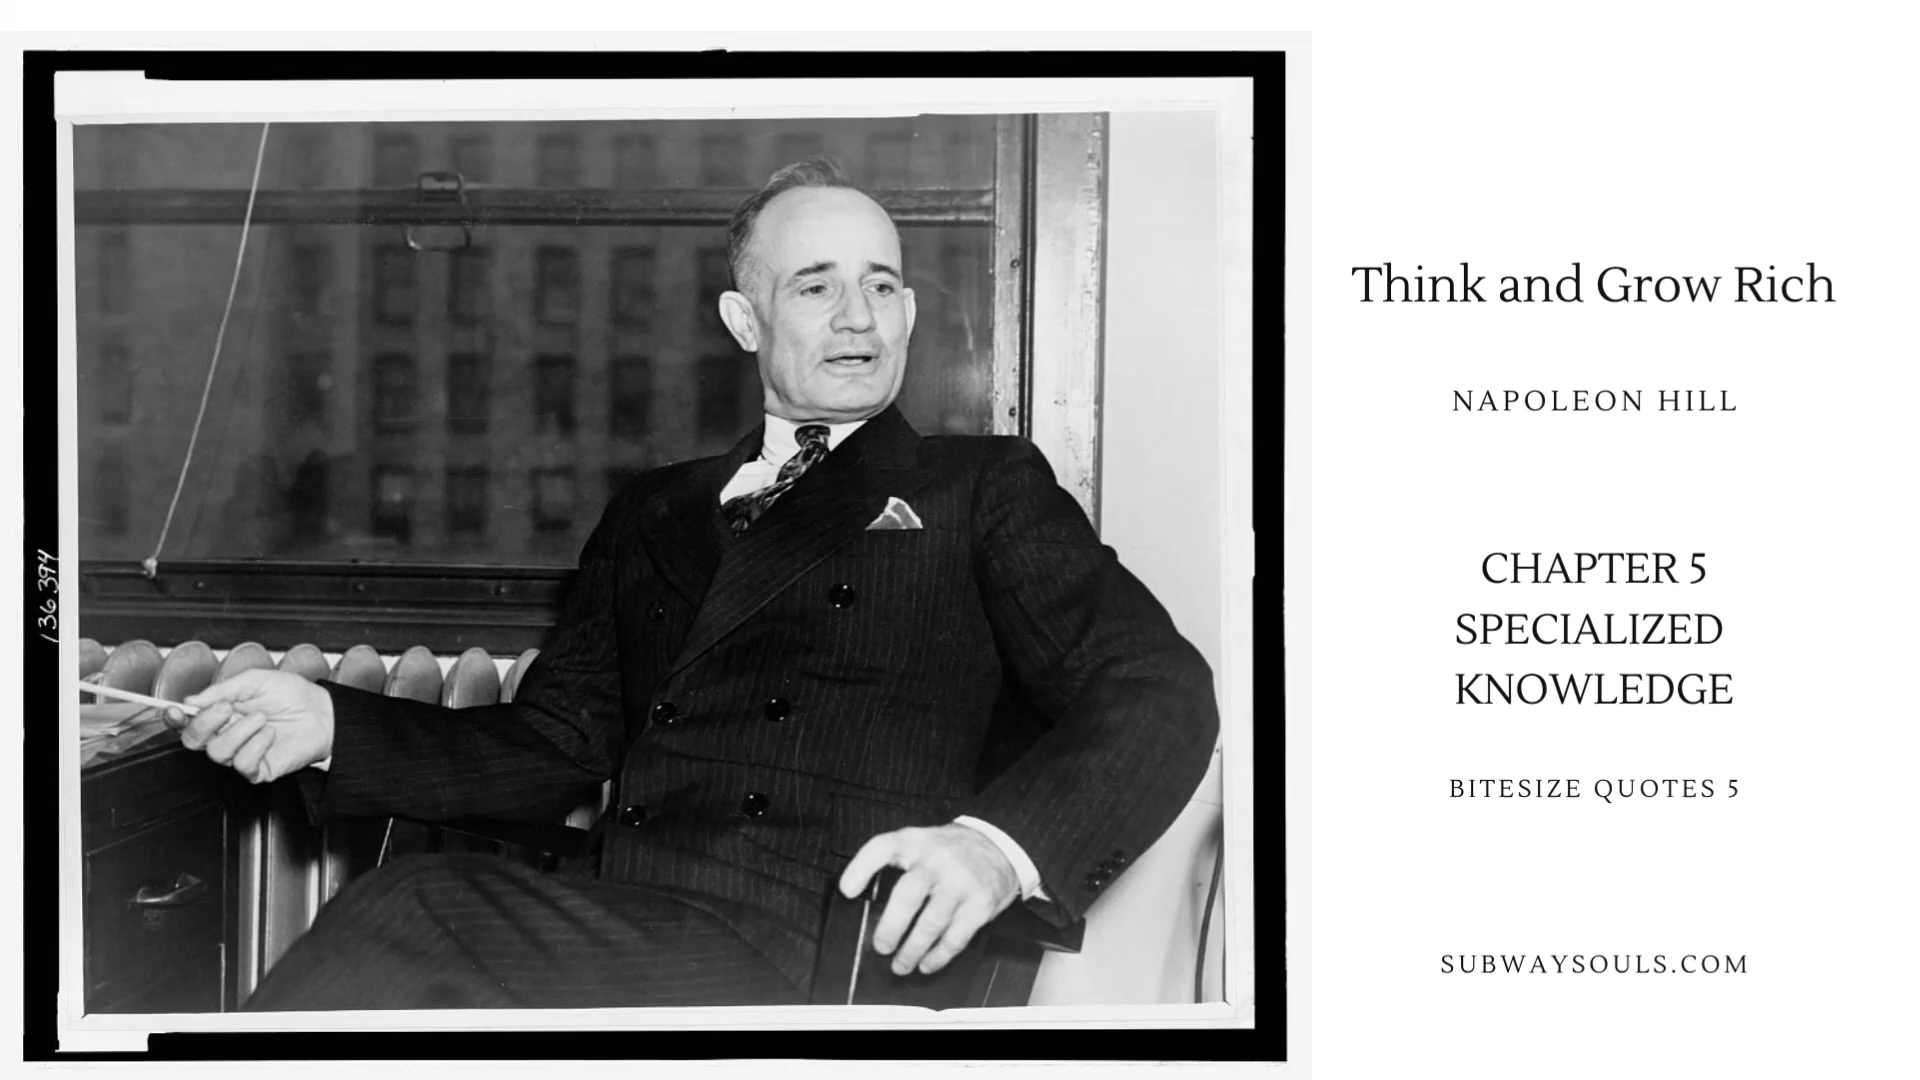 136394
Think and Grow Rich
NAPOLEON HILL
CHAPTER 5
SPECIALIZED
KNOWLEDGE
BITESIZE QUOTES 5
SUBWAYSOULS.COM